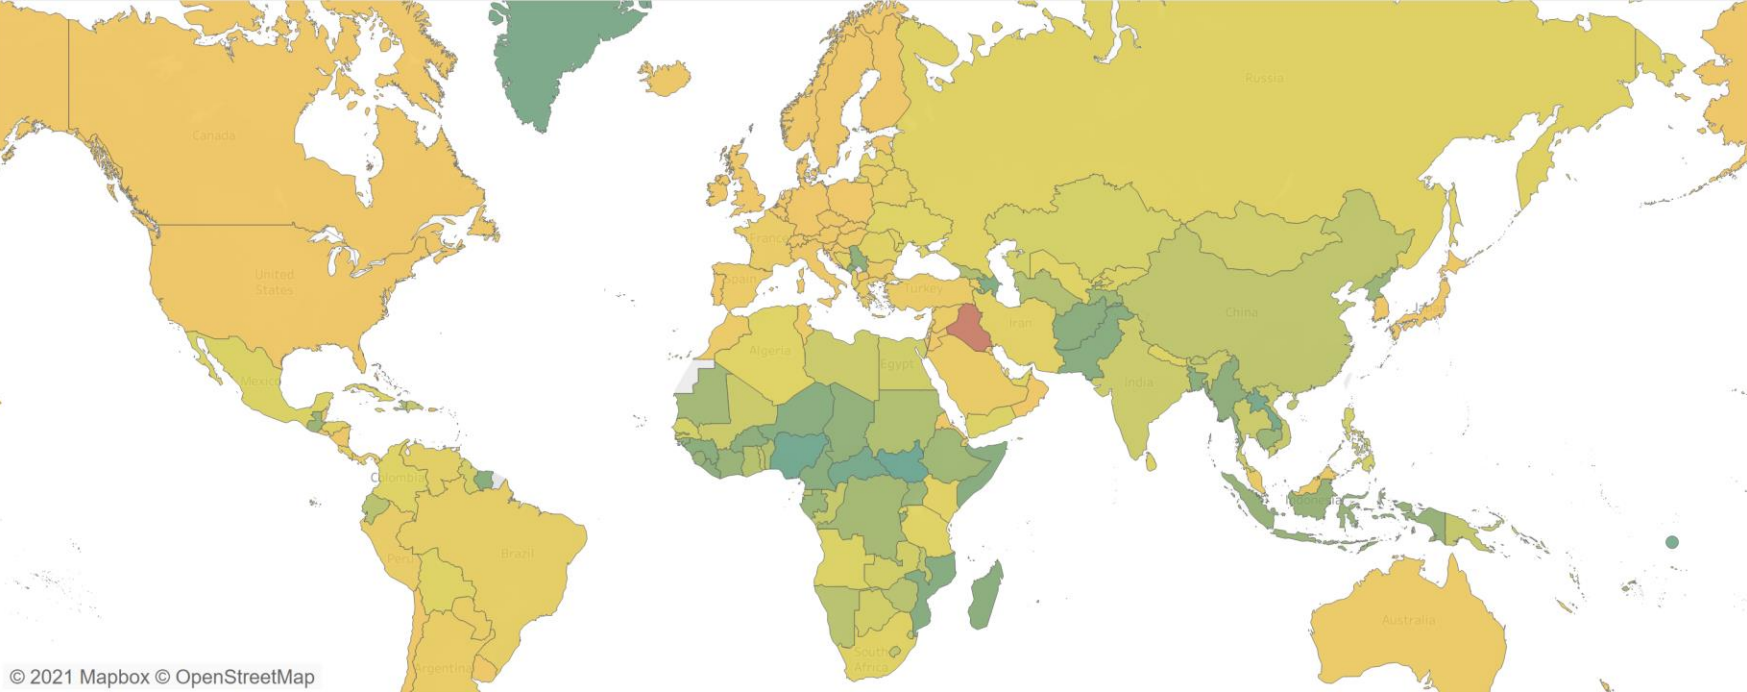 Russia
Canada
France
United
States
Spain
Turkey
Iran
China
Algeria
Egypt
Mexico
India
Colombia
Indonesia
Brazil
Peru
Australia
South
Africa
Argentina
© 2021 Mapbox © OpenStreetMap